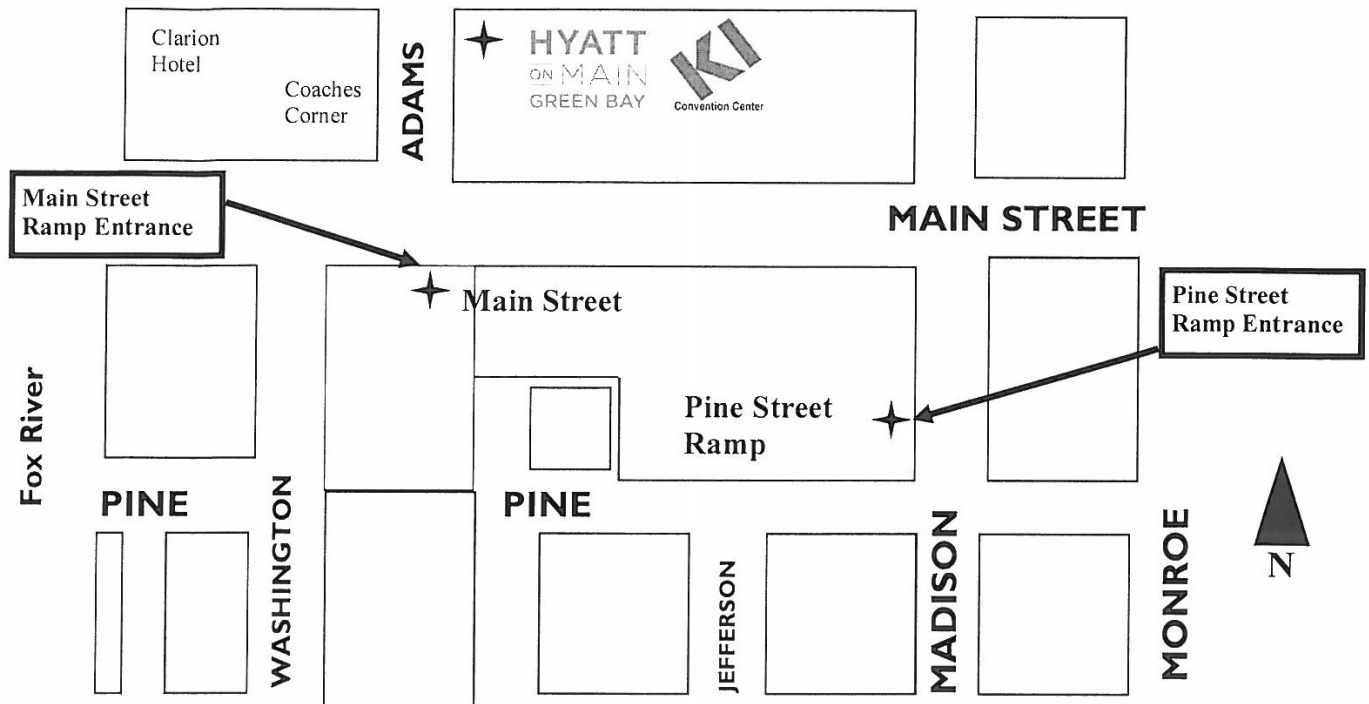 Clarion
Hotel
Coaches
Corner
ADAMS
HYATT
ON MAIN
GREEN BAY
KI
Convention Center
Main Street
Ramp Entrance
MAIN STREET
Main Street
Pine Street
Ramp Entrance
Fox River
Pine Street
Ramp
PINE
WASHINGTON
PINE
JEFFERSON
MADISON
MONROE
N